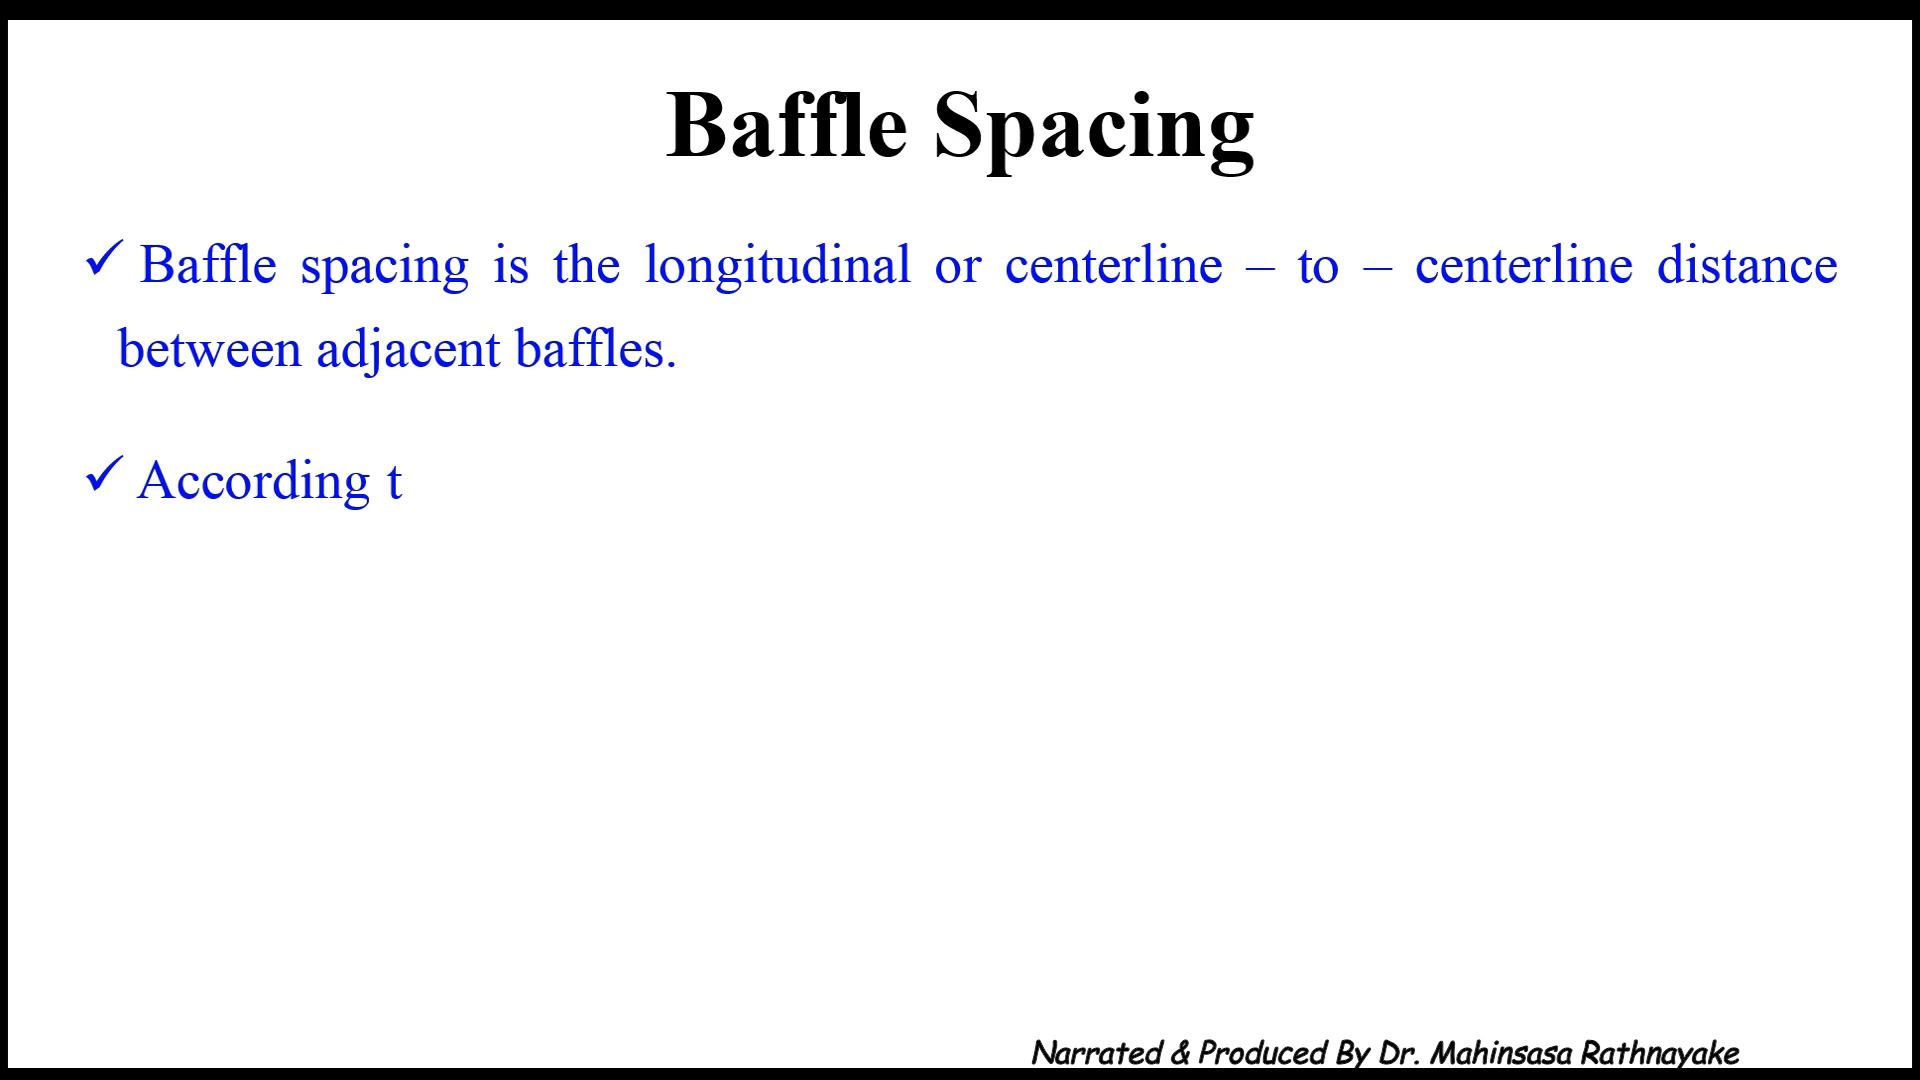 Baffle Spacing
✓ Baffle spacing is the longitudinal or centerline – to – centerline distance
between adjacent baffles.
✓ According t
Narrated & Produced By Dr. Mahinsasa Rathnayake